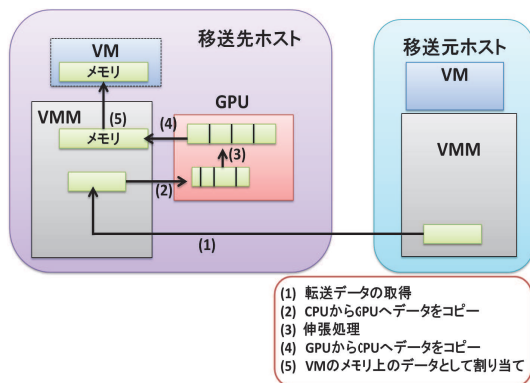 移送先ホスト
VM
メモリ
VMM
メモリ
(5)
(4)
GPU
(3)
(2)
(1)
移送元ホスト
VM
VMM
(1) 転送データの取得
(2) CPUからGPUへデータをコピー
(3) 伸張処理
(4) GPUからCPUへデータをコピー
(5) VMのメモリ上のデータとして割り当て